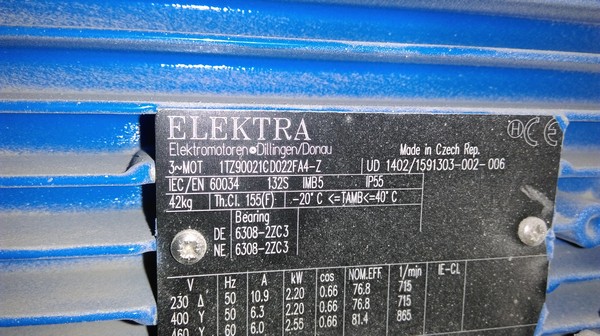 ELEKTRA
Elektromotoren•Dillingen/Donau
Made in Czech Rep.
CE
3~MOT 1TZ90021CD022FA4-Z UD 1402/1591303-002-006
IEC/EN 60034 132S IMB5 IP55
42kg Th.Cl. 155(F) -20°C <=TAMB<=40°C
Bearing
DE 6308-2ZC3
NE 6308-2ZC3
V Hz A kW cos NOM.EFF 1/min IE-CL
230 Δ 50 10.9 2.20 0.66 76.8 715
400 Y 50 6.3 2.20 0.66 76.8 715
460 Y 60 6.0 2.55 0.66 81.4 865